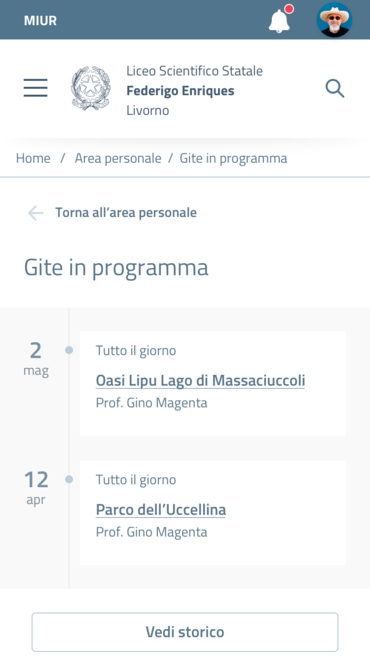 MIUR
Liceo Scientifico Statale
Federigo Enriques
Livorno
Home / Area personale / Gite in programma
Torna all’area personale
Gite in programma
2
mag
Tutto il giorno
Oasi Lipu Lago di Massaciuccoli
Prof. Gino Magenta
12
apr
Tutto il giorno
Parco dell’Uccellina
Prof. Gino Magenta
Vedi storico